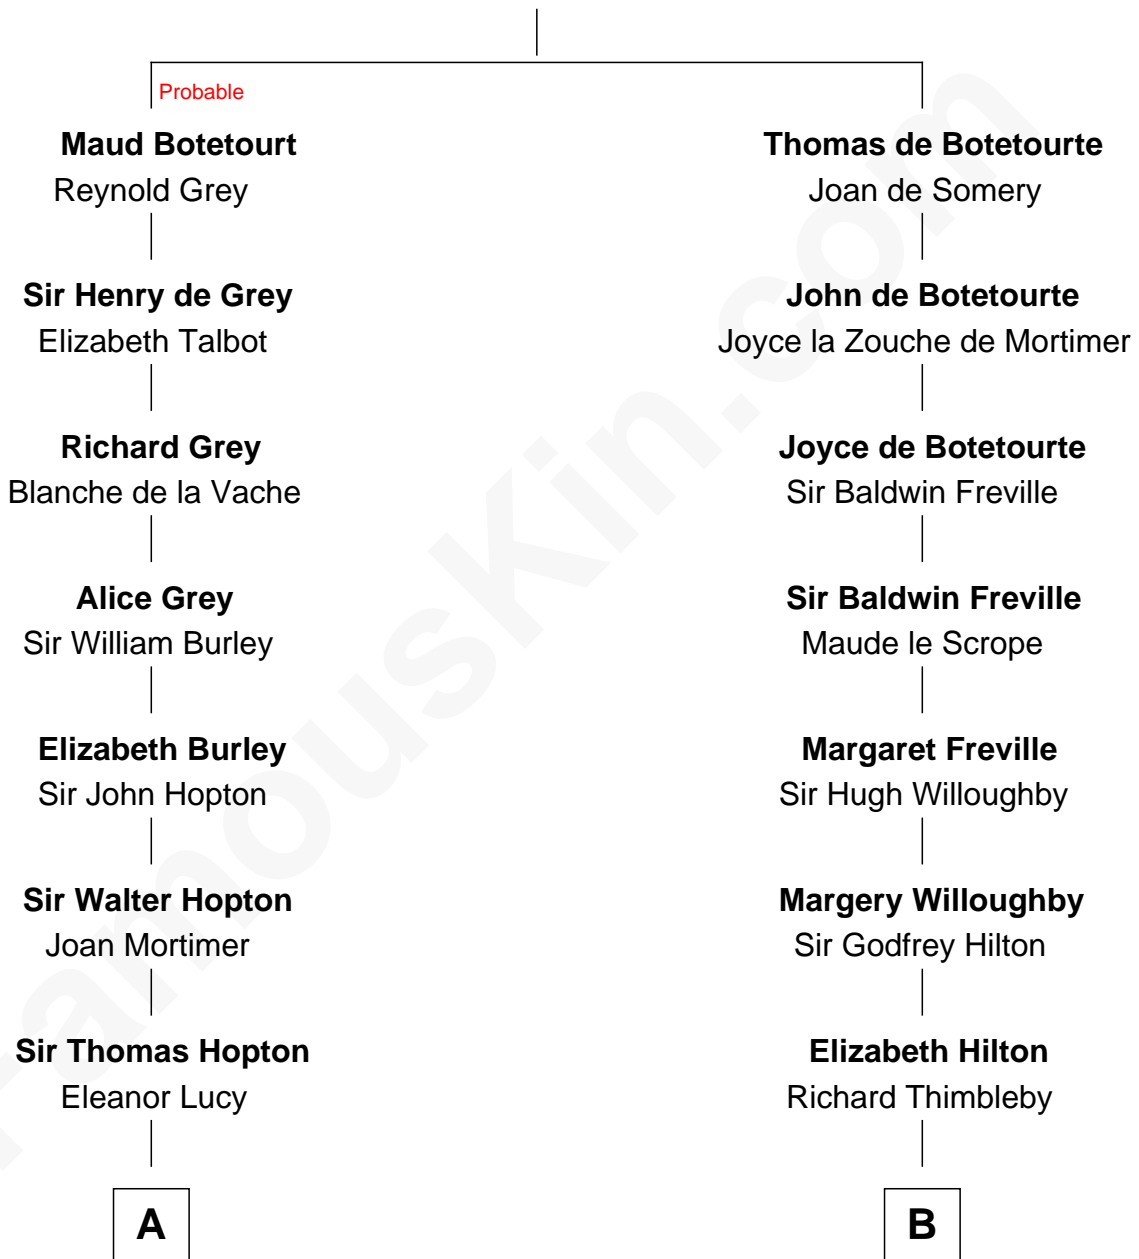 Probable
Maud Botetourt
Reynold Grey
Thomas de Botetourte
Joan de Somery
Sir Henry de Grey
Elizabeth Talbot
John de Botetourte
Joyce la Zouche de Mortimer
Richard Grey
Blanche de la Vache
Joyce de Botetourte
Sir Baldwin Freville
Alice Grey
Sir William Burley
Sir Baldwin Freville
Maude le Scrope
Elizabeth Burley
Sir John Hopton
Margaret Freville
Sir Hugh Willoughby
Sir Walter Hopton
Joan Mortimer
Margery Willoughby
Sir Godfrey Hilton
Sir Thomas Hopton
Eleanor Lucy
Elizabeth Hilton
Richard Thimbleby
A
B
FamousKin.com